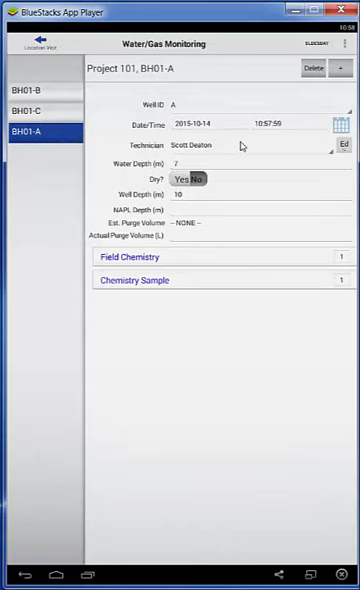 BlueStacks App Player
10:58
Location Visit
Water/Gas Monitoring
ELDESDAT
Project 101, BH01-A
Delete
+
BH01-B
BH01-C
BH01-A
Well ID A
Date/Time 2015-10-14 10:57:59
Technician Scott Deaton
Ed
Water Depth (m) 7
Dry? Yes No
Well Depth (m) 10
NAPL Depth (m)
Est. Purge Volume -- NONE --
Actual Purge Volume (L)
Field Chemistry 1
Chemistry Sample 1